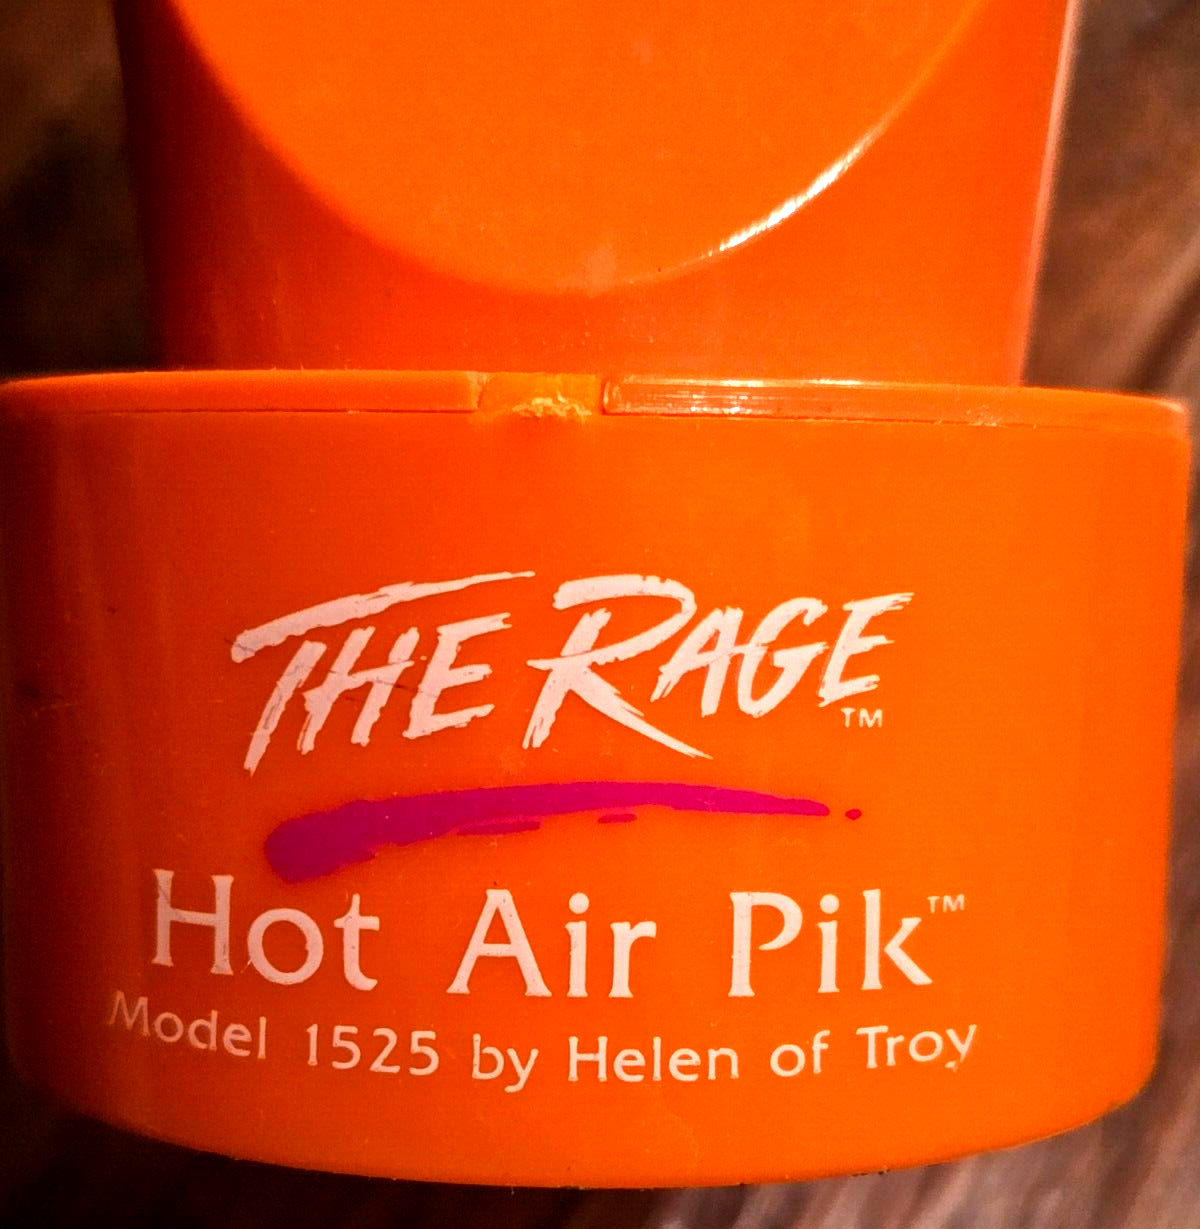 THE RAGE™
Hot Air Pik™
Model 1525 by Helen of Troy